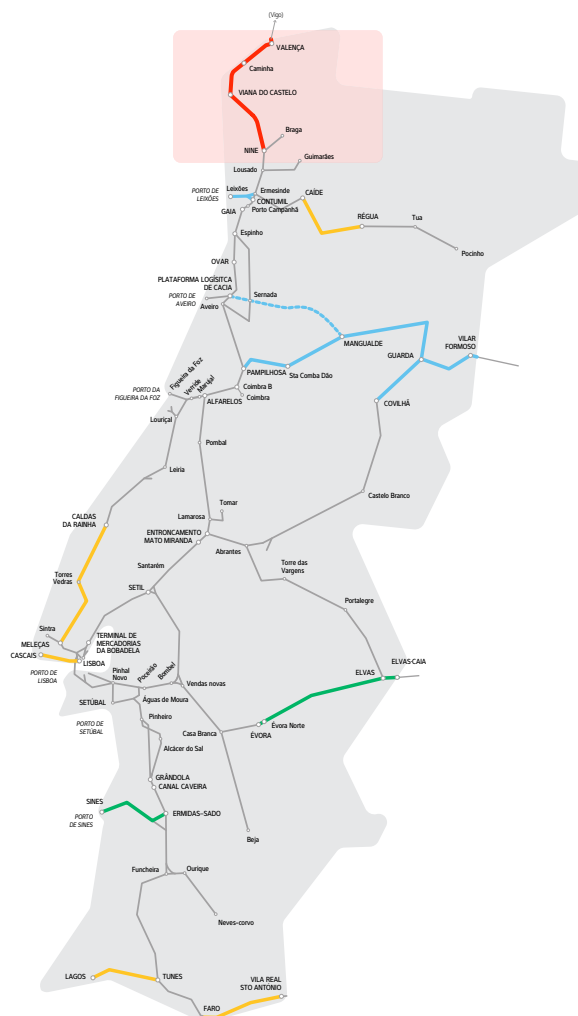 (Vigo)
VALENÇA
Caminha
VIANA DO CASTELO
Braga
NINE
Guimarães
Lousado
PORTO DE
LEIXÕES
Leixões
Ermesinde
CONTUMIL
Porto Campanhã
CAÍDE
GAIA
RÉGUA
Tua
Espinho
Pocinho
OVAR
PLATAFORMA LOGÍSITCA
DE CACIA
PORTO DE
AVEIRO
Sernada
Aveiro
MANGUALDE
VILAR
FORMOSO
GUARDA
PAMPILHOSA
Sta Comba Dão
Figueira da Foz
Verride
Marujal
PORTO DA
FIGUEIRA DA FOZ
Coimbra B
Coimbra
ALFARELOS
COVILHÃ
Louriçal
Pombal
Leiria
Castelo Branco
Tomar
Lamarosa
CALDAS
DA RAINHA
ENTRONCAMENTO
MATO MIRANDA
Abrantes
Santarém
Torre das
Vargens
Torres
Vedras
SETIL
Portalegre
Sintra
MELEÇAS
CASCAIS
TERMINAL DE
MERCADORIAS
DA BOBADELA
LISBOA
ELVAS-CAIA
ELVAS
PORTO DE
LISBOA
Pinhal
Novo
Poceirão
Bombel
Vendas novas
SETÚBAL
Águas de Moura
PORTO DE
SETÚBAL
Pinheiro
Évora Norte
ÉVORA
Casa Branca
Alcácer do Sal
GRÂNDOLA
CANAL CAVEIRA
SINES
PORTO
DE SINES
ERMIDAS-SADO
Beja
Funcheira
Ourique
Neves-corvo
LAGOS
TUNES
VILA REAL
STO ANTÓNIO
FARO